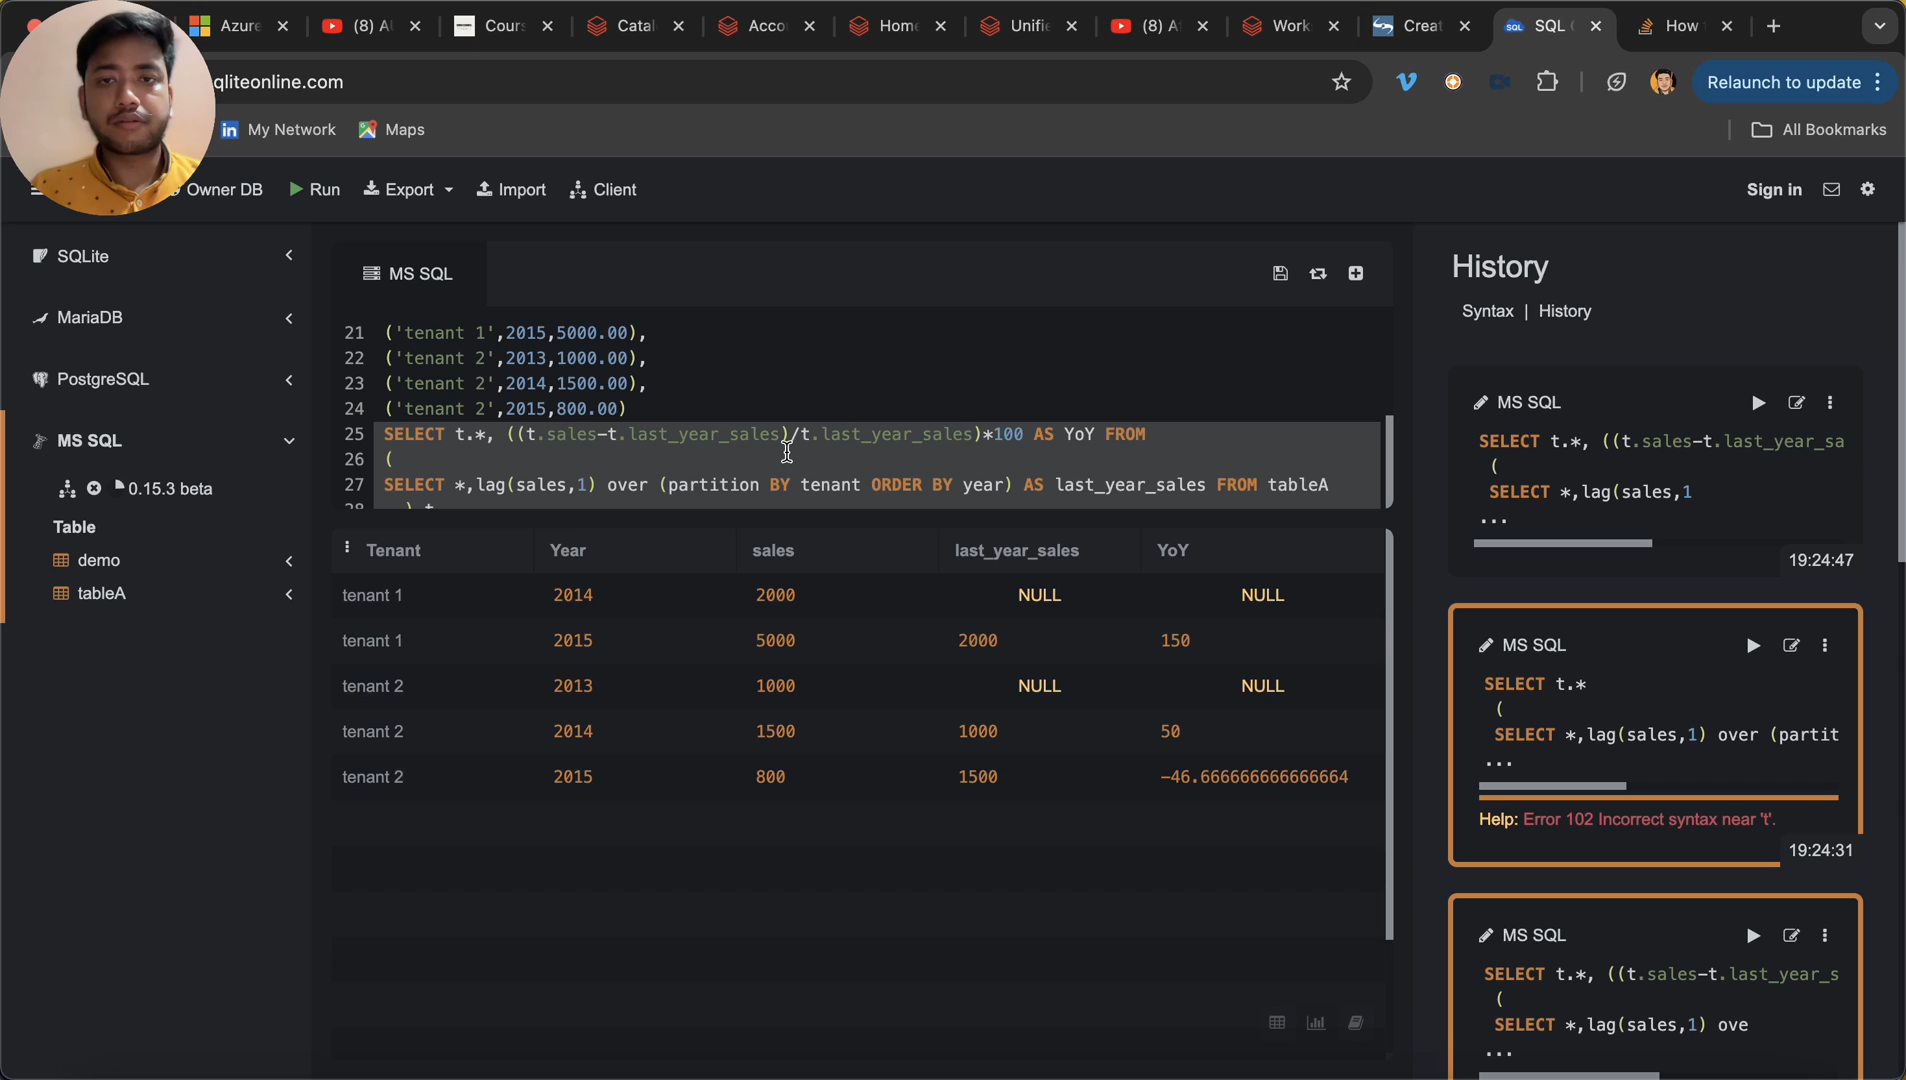 Azure
(8) A
Cours
Catal
Acco
Home
Unifie
(8) A
Work
Creat
SQL
How
qliteonline.com
Relaunch to update
My Network
Maps
All Bookmarks
Owner DB
Run
Export
Import
Client
Sign in
SQLite
MariaDB
PostgreSQL
MS SQL
0.15.3 beta
Table
demo
tableA
MS SQL
21 ('tenant 1',2015,5000.00),
22 ('tenant 2',2013,1000.00),
23 ('tenant 2',2014,1500.00),
24 ('tenant 2',2015,800.00)
25 SELECT t.*, ((t.sales-t.last_year_sales)/t.last_year_sales)*100 AS YoY FROM
26 (
27 SELECT *,lag(sales,1) over (partition BY tenant ORDER BY year) AS last_year_sales FROM tableA
28 ) t
Tenant Year sales last_year_sales YoY
tenant 1 2014 2000 NULL NULL
tenant 1 2015 5000 2000 150
tenant 2 2013 1000 NULL NULL
tenant 2 2014 1500 1000 50
tenant 2 2015 800 1500 -46.666666666666664
History
Syntax | History
MS SQL
SELECT t.*, ((t.sales-t.last_year_sa
(
SELECT *,lag(sales,1
...
19:24:47
MS SQL
SELECT t.*
(
SELECT *,lag(sales,1) over (partit
...
Help: Error 102 Incorrect syntax near 't'.
19:24:31
MS SQL
SELECT t.*, ((t.sales-t.last_year_s
(
SELECT *,lag(sales,1) ove
...